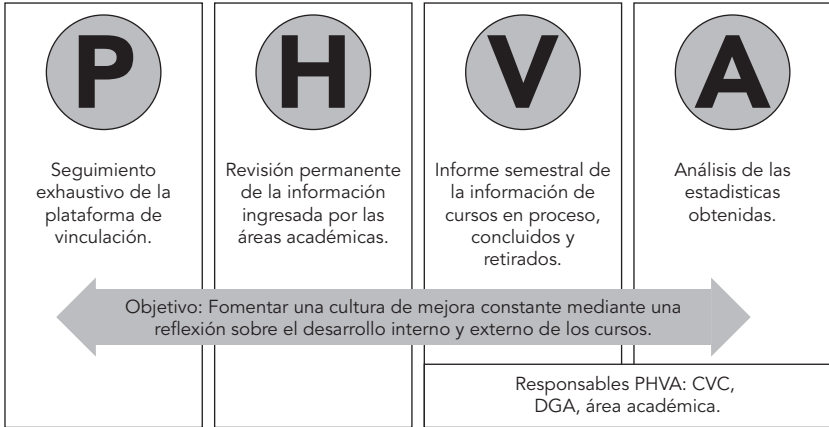 P
Seguimiento
exhaustivo de la
plataforma de
vinculación.
H
Revisión permanente
de la información
ingresada por las
áreas académicas.
V
Informe semestral de
la información de
cursos en proceso,
concluidos y
retirados.
A
Análisis de las
estadisticas
obtenidas.
Objetivo: Fomentar una cultura de mejora constante mediante una
reflexión sobre el desarrollo interno y externo de los cursos.
Responsables PHVA: CVC,
DGA, área académica.